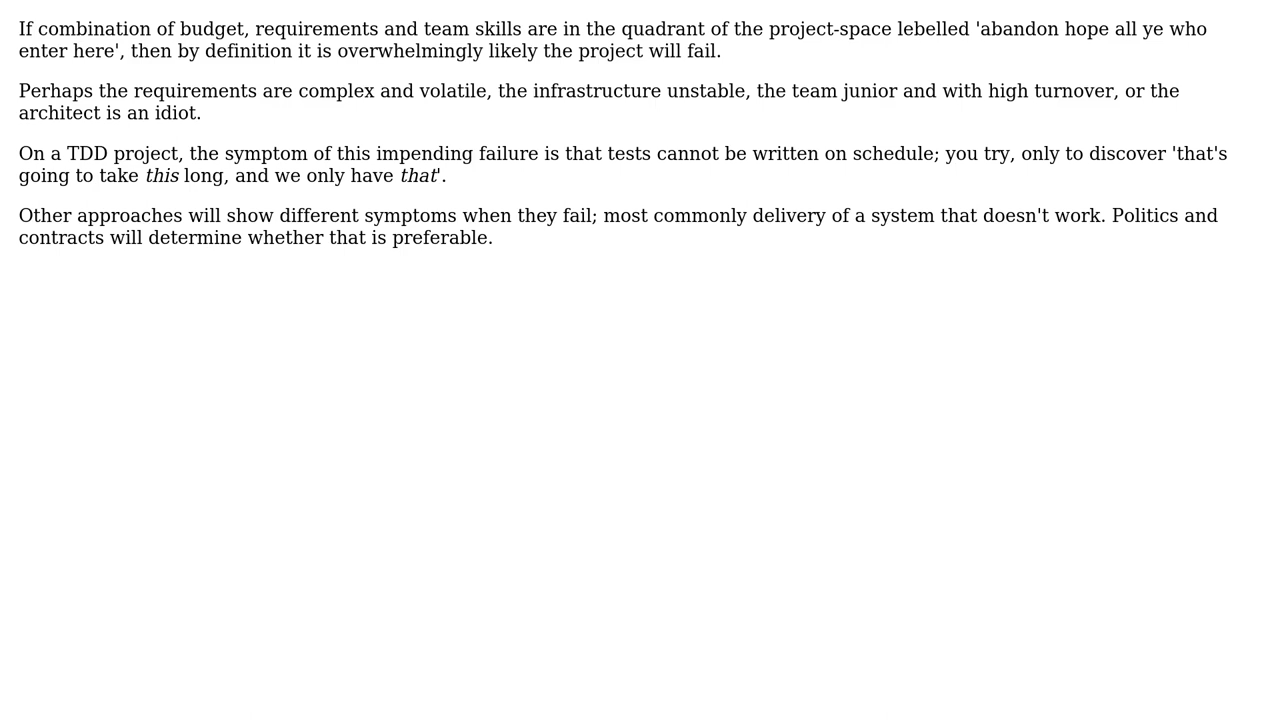 If combination of budget, requirements and team skills are in the quadrant of the project-space lebelled 'abandon hope all ye who
enter here', then by definition it is overwhelmingly likely the project will fail.
Perhaps the requirements are complex and volatile, the infrastructure unstable, the team junior and with high turnover, or the
architect is an idiot.
On a TDD project, the symptom of this impending failure is that tests cannot be written on schedule; you try, only to discover 'that's
going to take this long, and we only have that'.
Other approaches will show different symptoms when they fail; most commonly delivery of a system that doesn't work. Politics and
contracts will determine whether that is preferable.